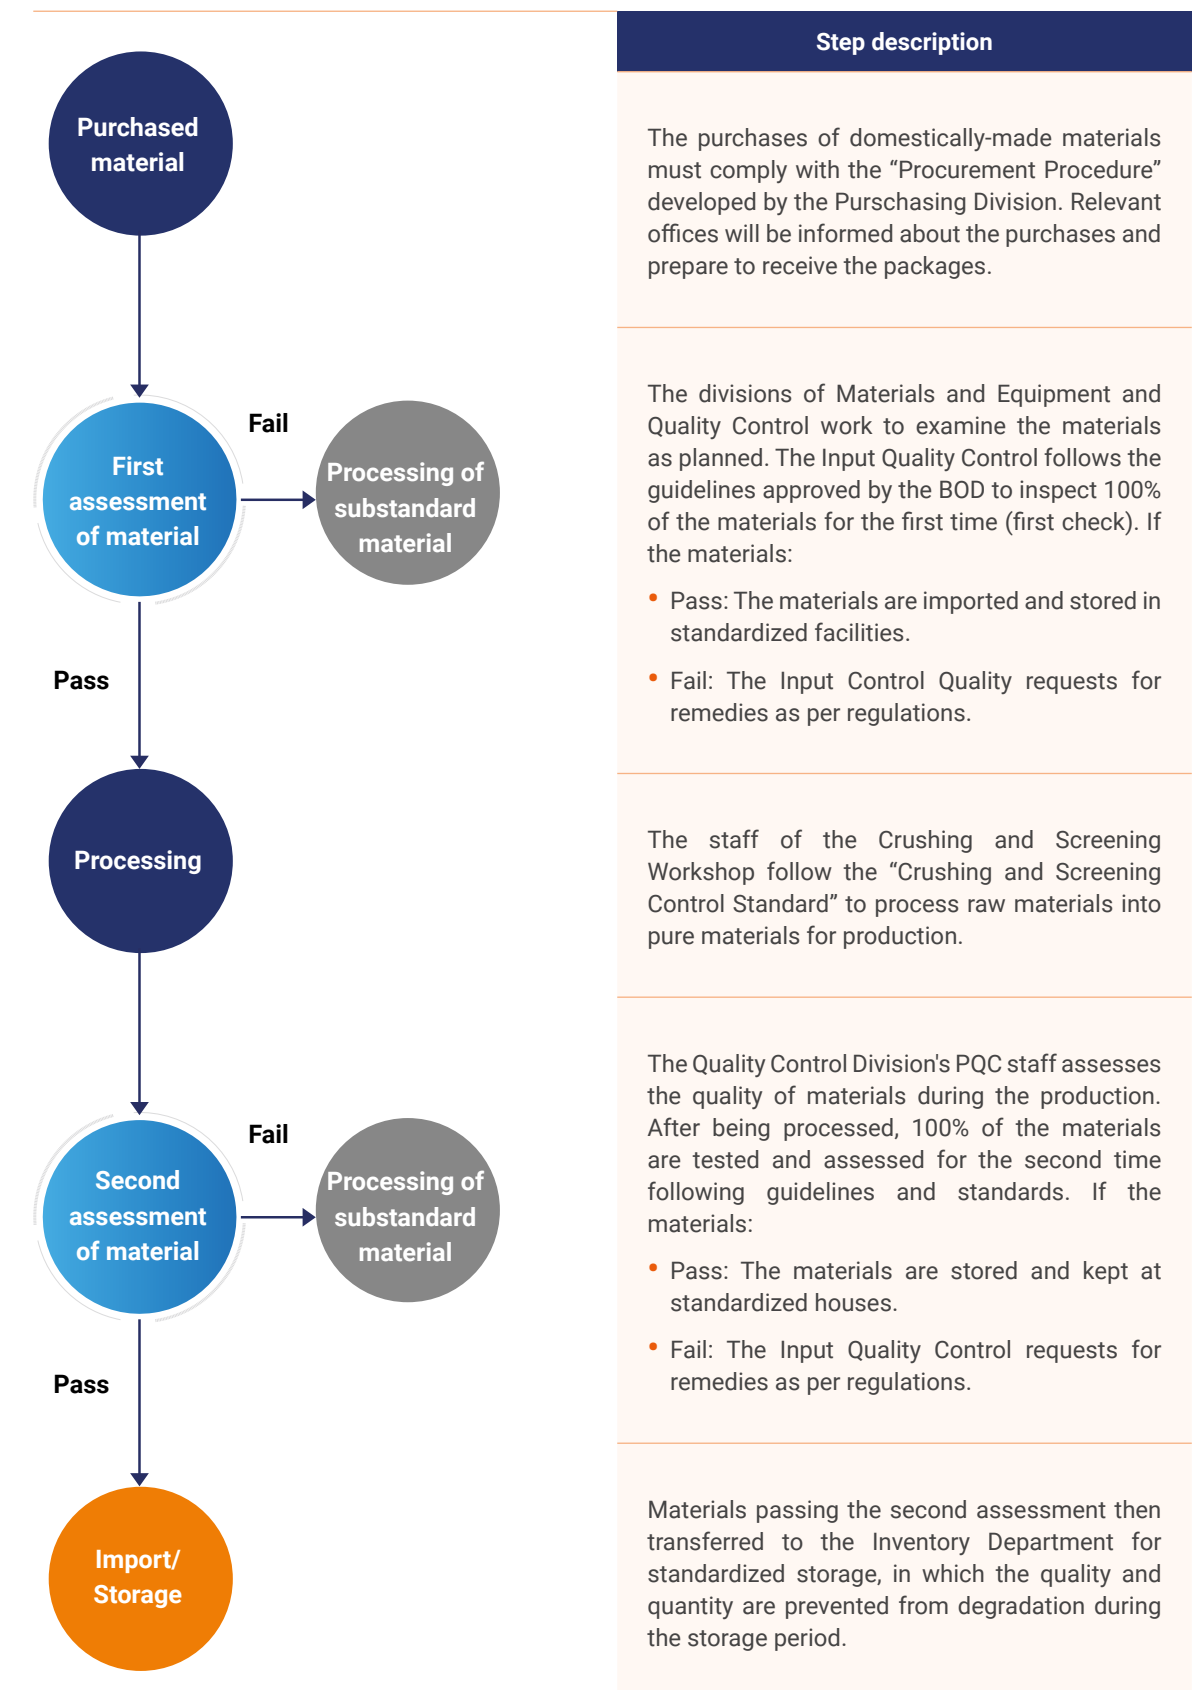 Step description
Purchased
material
The purchases of domestically-made materials
must comply with the “Procurement Procedure”
developed by the Purschasing Division. Relevant
offices will be informed about the purchases and
prepare to receive the packages.
First
assessment
of material
Fail
Processing of
substandard
material
Pass
The divisions of Materials and Equipment and
Quality Control work to examine the materials
as planned. The Input Quality Control follows the
guidelines approved by the BOD to inspect 100%
of the materials for the first time (first check). If
the materials:
• Pass: The materials are imported and stored in
standardized facilities.
• Fail: The Input Control Quality requests for
remedies as per regulations.
Processing
The staff of the Crushing and Screening
Workshop follow the “Crushing and Screening
Control Standard” to process raw materials into
pure materials for production.
Second
assessment
of material
Fail
Processing of
substandard
material
Pass
The Quality Control Division's PQC staff assesses
the quality of materials during the production.
After being processed, 100% of the materials
are tested and assessed for the second time
following guidelines and standards. If the
materials:
• Pass: The materials are stored and kept at
standardized houses.
• Fail: The Input Quality Control requests for
remedies as per regulations.
Import/
Storage
Materials passing the second assessment then
transferred to the Inventory Department for
standardized storage, in which the quality and
quantity are prevented from degradation during
the storage period.